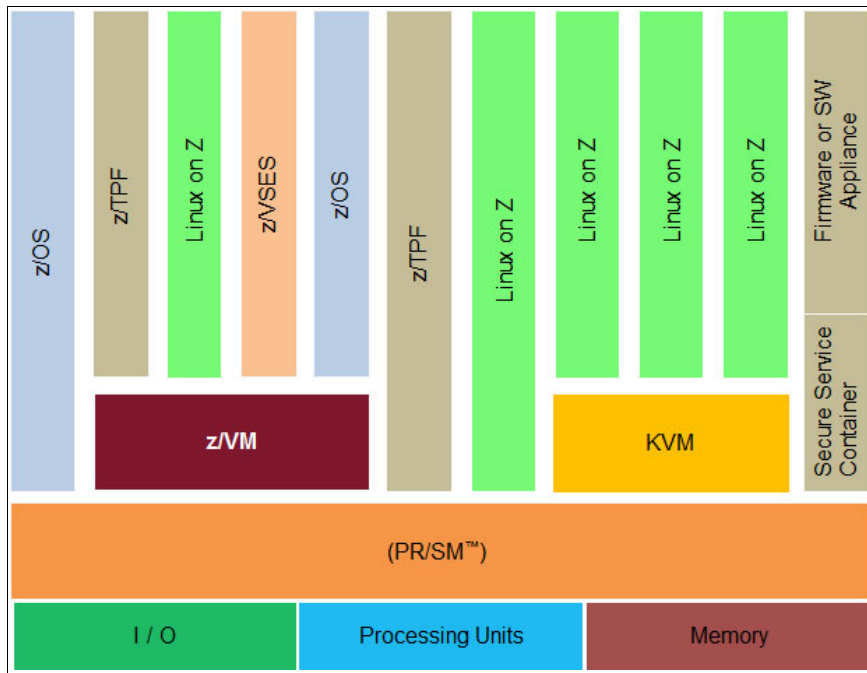 z/OS
z/TPF
Linux on Z
z/VSES
z/OS
z/TPF
Linux on Z
Linux on Z
Linux on Z
Linux on Z
Firmware or SW
Appliance
Secure Service
Container
z/VM
KVM
(PR/SM™)
I / O
Processing Units
Memory